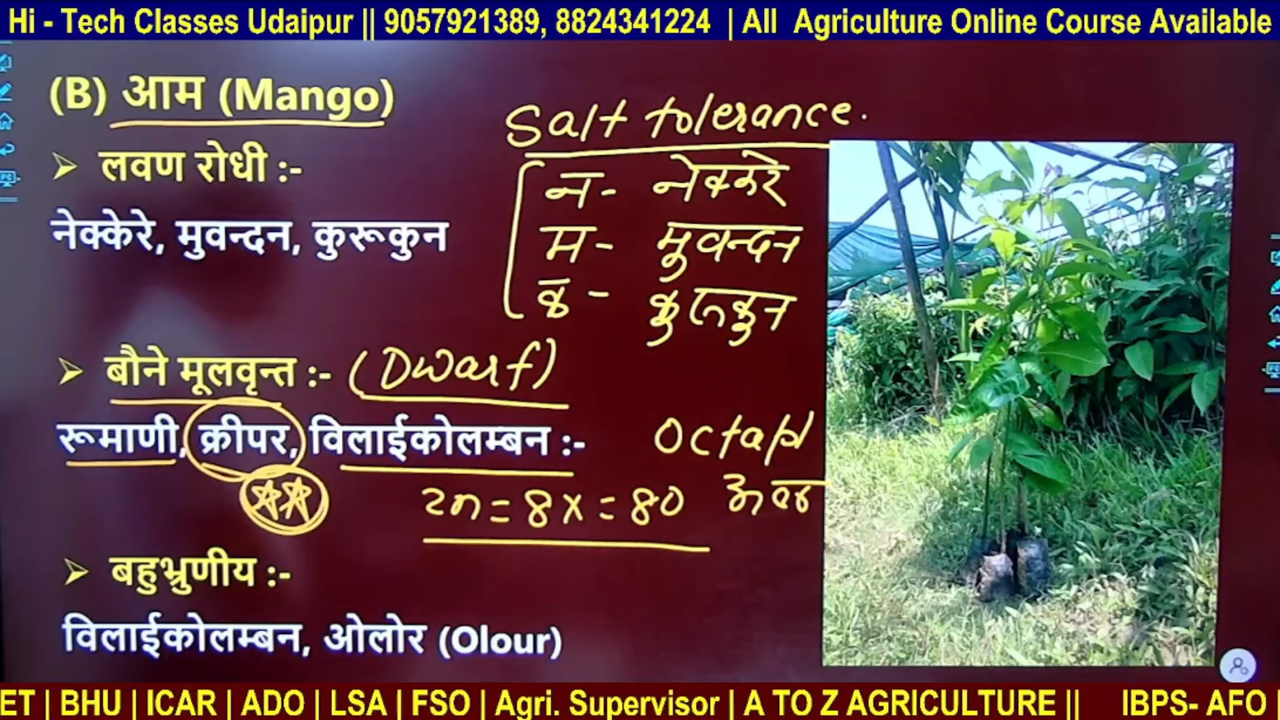 Hi - Tech Classes Udaipur || 9057921389, 8824341224 | All Agriculture Online Course Available
(B) आम (Mango)
Salt tolerance.
➢ लवण रोधी :-
न - नेक्केरे
नेक्केरे, मुवन्दन, कुरूकुन
म - मुवन्दन
क - कुरूकुन
➢ बौने मूलवृन्त :- (Dwarf)
रूमाणी, क्रीपर, विलाईकोलम्बन :-
2n = 8x = 80
➢ बहुभ्रुणीय :-
विलाईकोलम्बन, ओलोर (Olour)
ET | BHU | ICAR | ADO | LSA | FSO | Agri. Supervisor | A TO Z AGRICULTURE || IBPS- AFO